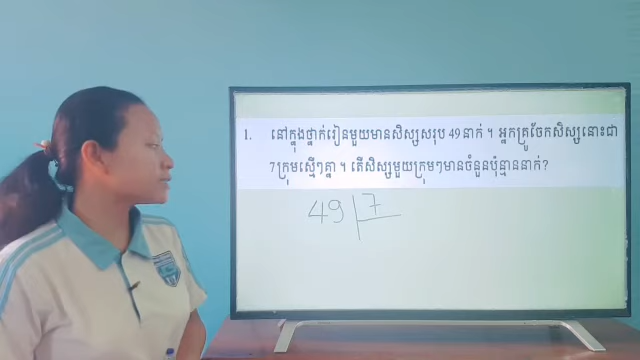 1. នៅក្នុងថ្នាក់រៀនមួយមានសិស្សសរុប 49 នាក់ ។ អ្នកគ្រូចែកសិស្សនោះជា
7 ក្រុមស្មើៗគ្នា ។ តើសិស្សមួយក្រុមៗមានចំនួនប៉ុន្មាននាក់?
49 7